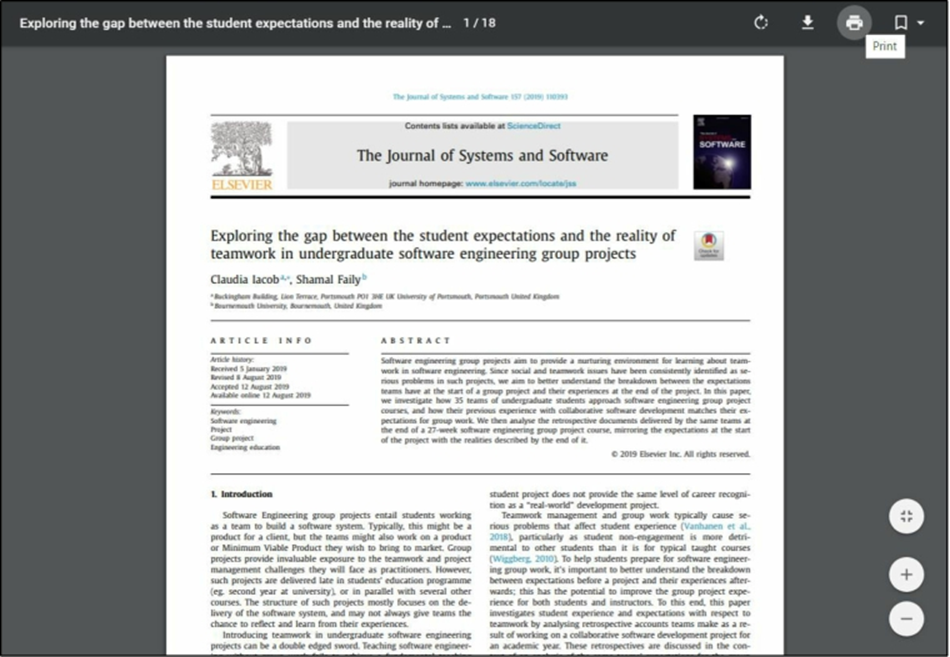 Exploring the gap between the student expectations and the reality of ... 1 / 18
Print
The Journal of Systems and Software 157 (2019) 110393
Contents lists available at ScienceDirect
The Journal of Systems and Software
journal homepage: www.elsevier.com/locate/jss
ELSEVIER
SOFTWARE
Exploring the gap between the student expectations and the reality of
teamwork in undergraduate software engineering group projects
Check for
updates
Claudia Iacob a,*, Shamal Faily b
a Buckingham Building, Lion Terrace, Portsmouth PO1 3HE UK University of Portsmouth, Portsmouth United Kingdom
b Bournemouth University, Bournemouth, United Kingdom
ARTICLE INFO
Article history:
Received 5 January 2019
Revised 8 August 2019
Accepted 12 August 2019
Available online 12 August 2019
Keywords:
Software engineering
Project
Group project
Engineering education
ABSTRACT
Software engineering group projects aim to provide a nurturing environment for learning about team-
work in software engineering. Since social and teamwork issues have been consistently identified as se-
rious problems in such projects, we aim to better understand the breakdown between the expectations
teams have at the start of a group project and their experiences at the end of the project. In this paper,
we investigate how 35 teams of undergraduate students approach software engineering group project
courses, and how their previous experience with collaborative software development matches their ex-
pectations for group work. We then analyse the retrospective documents delivered by the same teams at
the end of a 27-week software engineering group project course, mirroring the expectations at the start
of the project with the realities described by the end of it.
© 2019 Elsevier Inc. All rights reserved.
1. Introduction
Software Engineering group projects entail students working
as a team to build a software system. Typically, this might be a
product for a client, but the teams might also work on a product
or Minimum Viable Product they wish to bring to market. Group
projects provide invaluable exposure to the teamwork and project
management challenges they will face as practitioners. However,
such projects are delivered late in students' education programme
(eg. second year at university), or in parallel with several other
courses. The structure of such projects mostly focuses on the de-
livery of the software system, and may not always give teams the
chance to reflect and learn from their experiences.
Introducing teamwork in undergraduate software engineering
projects can be a double edged sword. Teaching software engineer-
student project does not provide the same level of career recogni-
tion as a "real-world" development project.
Teamwork management and group work typically cause se-
rious problems that affect student experience (Vanhanen et al.,
2018), particularly as student non-engagement is more detri-
mental to other students than it is for typical taught courses
(Wiggberg, 2010). To help students prepare for software engineer-
ing group work, it's important to better understand the breakdown
between expectations before a project and their experiences after-
wards; this has the potential to improve the group project expe-
rience for both students and instructors. To this end, this paper
investigates student experience and expectations with respect to
teamwork by analysing retrospective accounts teams make as a re-
sult of working on a collaborative software development project for
an academic year. These retrospectives are discussed in the con-